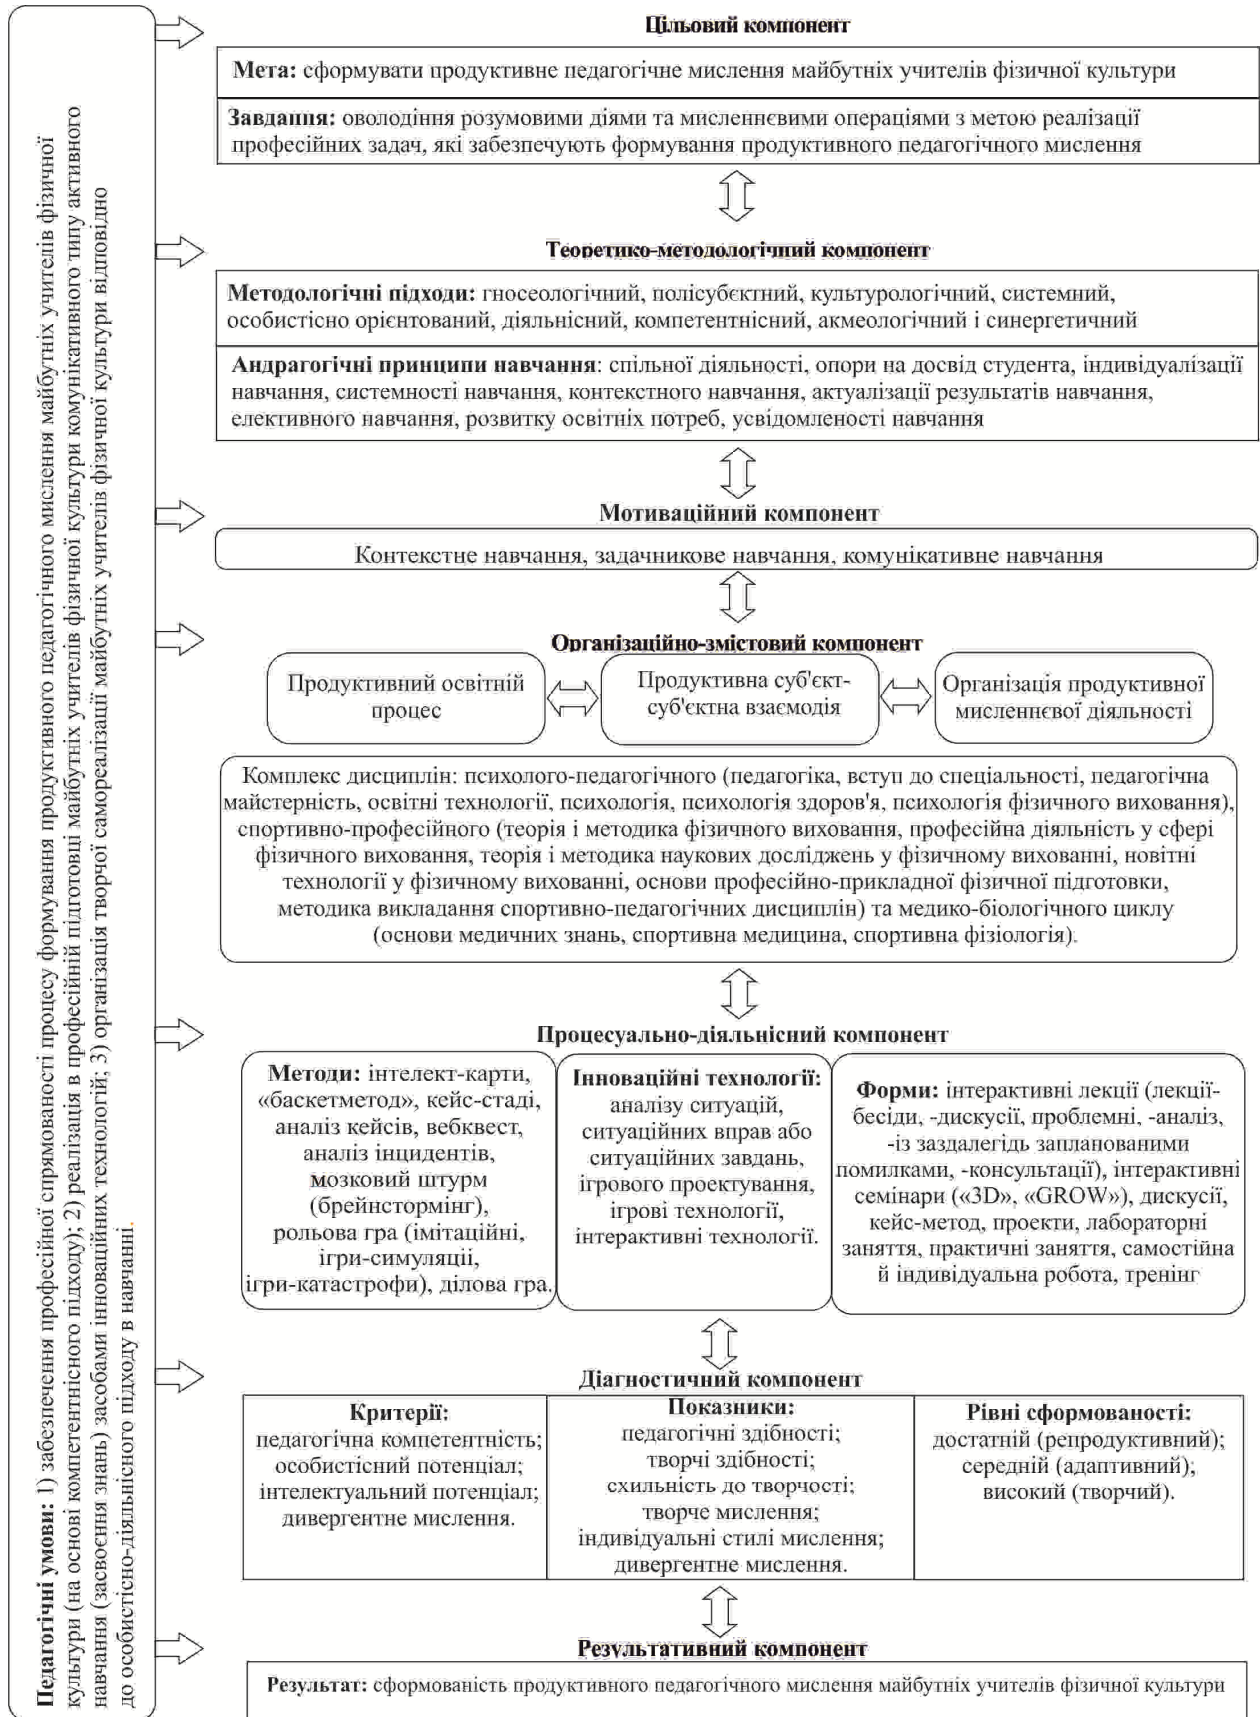 Педагогічні умови: 1) забезпечення професійної спрямованості процесу формування продуктивного педагогічного мислення майбутніх учителів фізичної
культури (на основі компетентнісного підходу); 2) реалізація в професійній підготовці майбутніх учителів фізичної культури комунікативного типу активного
навчання (засвоєння знань) засобами інноваційних технологій; 3) організація творчої самореалізації майбутніх учителів фізичної культури відповідно
до особистісно-діяльнісного підходу в навчанні.
Цільовий компонент
Мета: сформувати продуктивне педагогічне мислення майбутніх учителів фізичної культури
Завдання: оволодіння розумовими діями та мисленнєвими операціями з метою реалізації
професійних задач, які забезпечують формування продуктивного педагогічного мислення
Теоретико-методологічний компонент
Методологічні підходи: гносеологічний, полісубєктний, культурологічний, системний,
особистісно орієнтований, діяльнісний, компетентнісний, акмеологічний і синергетичний
Андрагогічні принципи навчання: спільної діяльності, опори на досвід студента, індивідуалізації
навчання, системності навчання, контекстного навчання, актуалізації результатів навчання,
елективного навчання, розвитку освітніх потреб, усвідомленості навчання
Мотиваційний компонент
Контекстне навчання, задачникове навчання, комунікативне навчання
Організаційно-змістовий компонент
Продуктивний освітній
процес
Продуктивна суб'єкт-
суб'єктна взаємодія
Організація продуктивної
мисленнєвої діяльності
Комплекс дисциплін: психолого-педагогічного (педагогіка, вступ до спеціальності, педагогічна
майстерність, освітні технології, психологія, психологія здоров'я, психологія фізичного виховання),
спортивно-професійного (теорія і методика фізичного виховання, професійна діяльність у сфері
фізичного виховання, теорія і методика наукових досліджень у фізичному вихованні, новітні
технології у фізичному вихованні, основи професійно-прикладної фізичної підготовки,
методика викладання спортивно-педагогічних дисциплін) та медико-біологічного циклу
(основи медичних знань, спортивна медицина, спортивна фізіологія).
Процесуально-діяльнісний компонент
Методи: інтелект-карти,
«баскетметод», кейс-стаді,
аналіз кейсів, вебквест,
аналіз інцидентів,
мозковий штурм
(брейнстормінг),
рольова гра (імітаційні,
ігри-симуляції,
ігри-катастрофи), ділова гра.
Інноваційні технології:
аналізу ситуацій,
ситуаційних вправ або
ситуаційних завдань,
ігрового проектування,
ігрові технології,
інтерактивні технології.
Форми: інтерактивні лекції (лекції-
бесіди, -дискусії, проблемні, -аналіз,
-із заздалегідь запланованими
помилками, -консультації), інтерактивні
семінари («3D», «GROW»), дискусії,
кейс-метод, проекти, лабораторні
заняття, практичні заняття, самостійна
й індивідуальна робота, тренінг
Діагностичний компонент
Критерії:
педагогічна компетентність;
особистісний потенціал;
інтелектуальний потенціал;
дивергентне мислення.
Показники:
педагогічні здібності;
творчі здібності;
схильність до творчості;
творче мислення;
індивідуальні стилі мислення;
дивергентне мислення.
Рівні сформованості:
достатній (репродуктивний);
середній (адаптивний);
високий (творчий).
Результативний компонент
Результат: сформованість продуктивного педагогічного мислення майбутніх учителів фізичної культури